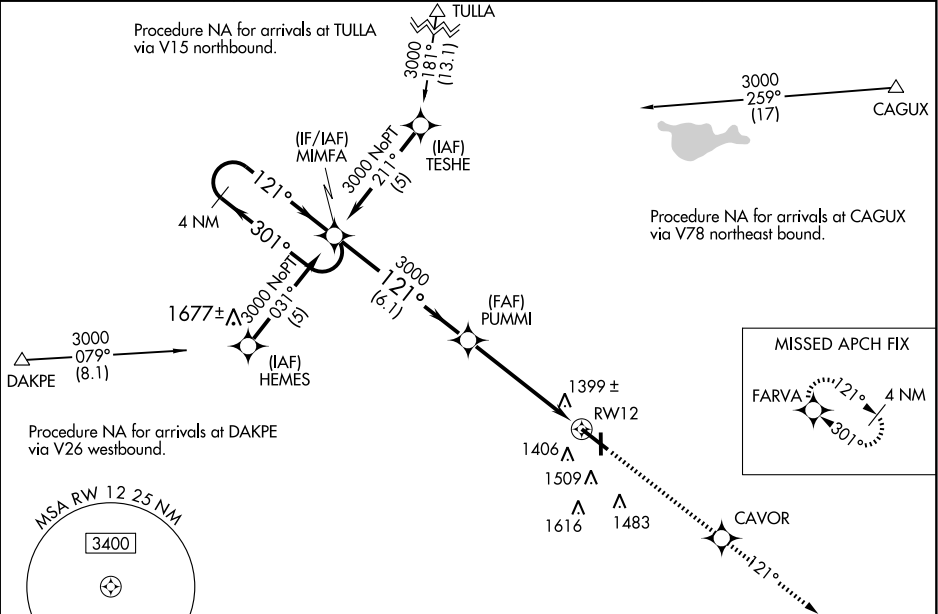 TULLA
Procedure NA for arrivals at TULLA
via V15 northbound.
3000
181°
(13.1)
3000
259°
(17)
CAGUX
(IF/IAF)
MIMFA
3000 NoPT
211°
(5)
(IAF)
TESHE
121°
4 NM
301°
Procedure NA for arrivals at CAGUX
via V78 northeast bound.
3000
121°
(6.1)
1677±
3000 NoPT
031°
(5)
(FAF)
PUMMI
3000
079°
(8.1)
DAKPE
(IAF)
HEMES
MISSED APCH FIX
FARVA
121°
4 NM
301°
1399 ±
RW12
Procedure NA for arrivals at DAKPE
via V26 westbound.
1406
1509
1616
1483
MSA RW 12 25 NM
3400
CAVOR
121°